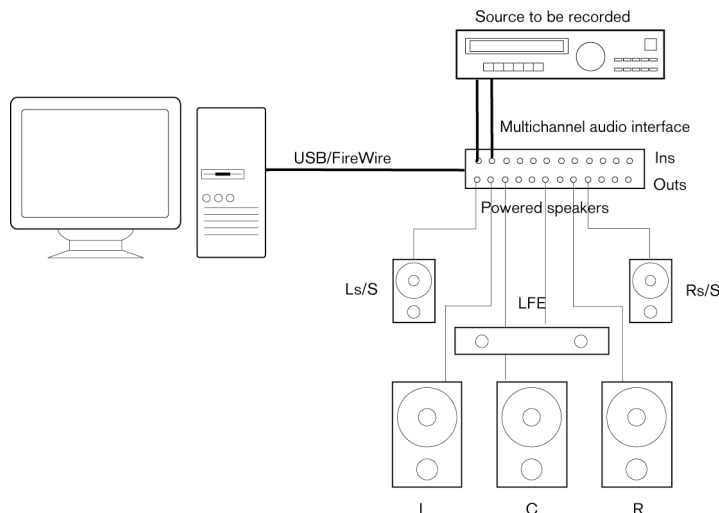 Source to be recorded
Multichannel audio interface
USB/FireWire
Ins
Outs
Powered speakers
Ls/S
LFE
Rs/S
L
C
R